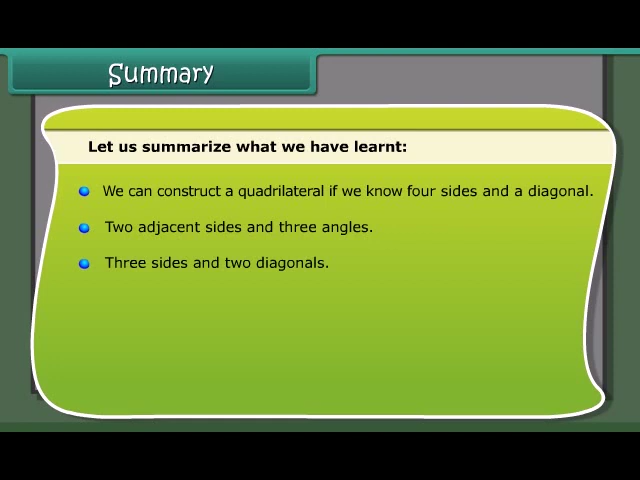 Summary
Let us summarize what we have learnt:
We can construct a quadrilateral if we know four sides and a diagonal.
Two adjacent sides and three angles.
Three sides and two diagonals.